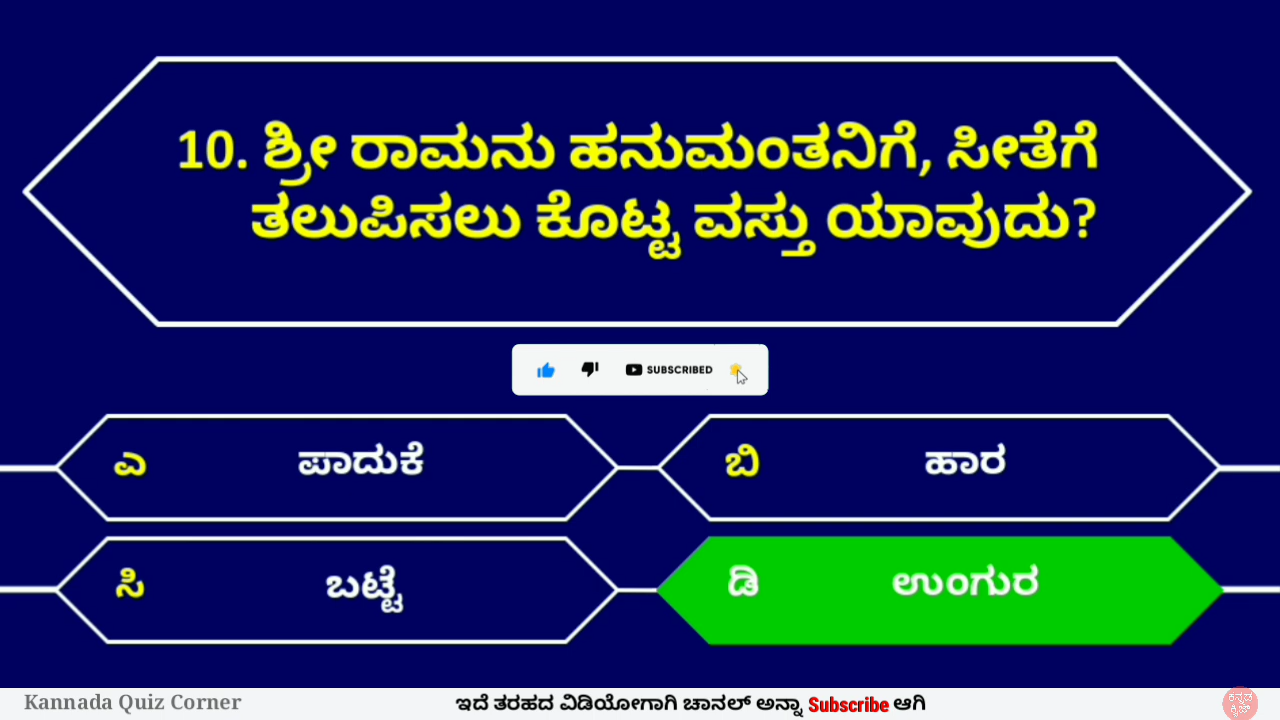 10. ಶ್ರೀ ರಾಮನು ಹನುಮಂತನಿಗೆ, ಸೀತೆಗೆ
ತಲುಪಿಸಲು ಕೊಟ್ಟ ವಸ್ತು ಯಾವುದು?
SUBSCRIBED
ಎ ಪಾದುಕೆ
ಬಿ ಹಾರ
ಸಿ ಬಟ್ಟೆ
ಡಿ ಉಂಗುರ
Kannada Quiz Corner
ಇದೆ ತರಹದ ವಿಡಿಯೋಗಾಗಿ ಚಾನಲ್ ಅನ್ನಾ Subscribe ಆಗಿ